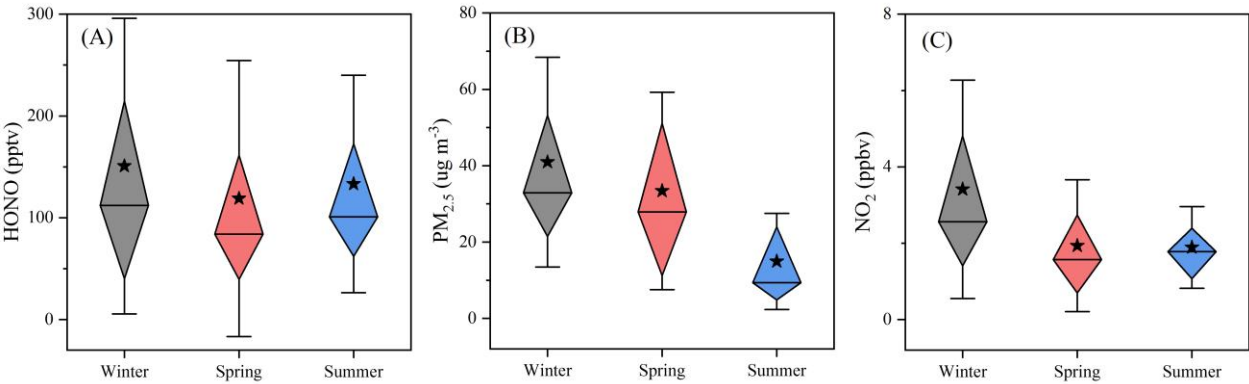 (A)
HONO (pptv)
300
200
100
0
Winter
Spring
Summer
(B)
PM2.5 (ug m-3)
80
60
40
20
0
Winter
Spring
Summer
(C)
NO2 (ppbv)
8
4
0
Winter
Spring
Summer